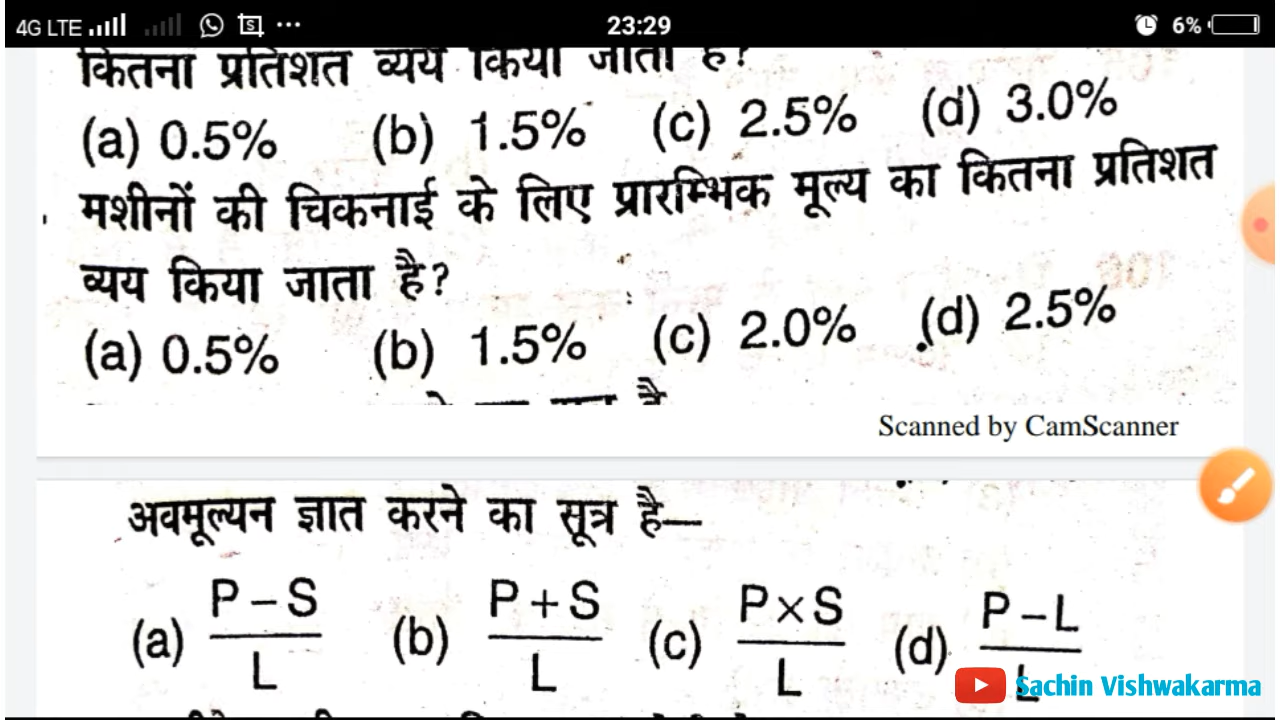 4G LTE 23:29 6%
कितना प्रतिशत व्यय किया जाता है?
(a) 0.5% (b) 1.5% (c) 2.5% (d) 3.0%
मशीनों की चिकनाई के लिए प्रारम्भिक मूल्य का कितना प्रतिशत
व्यय किया जाता है?
(a) 0.5% (b) 1.5% (c) 2.0% (d) 2.5%
Scanned by CamScanner
अवमूल्यन ज्ञात करने का सूत्र है—
(a) P – S / L (b) P + S / L (c) P × S / L (d) P – L / L
Sachin Vishwakarma